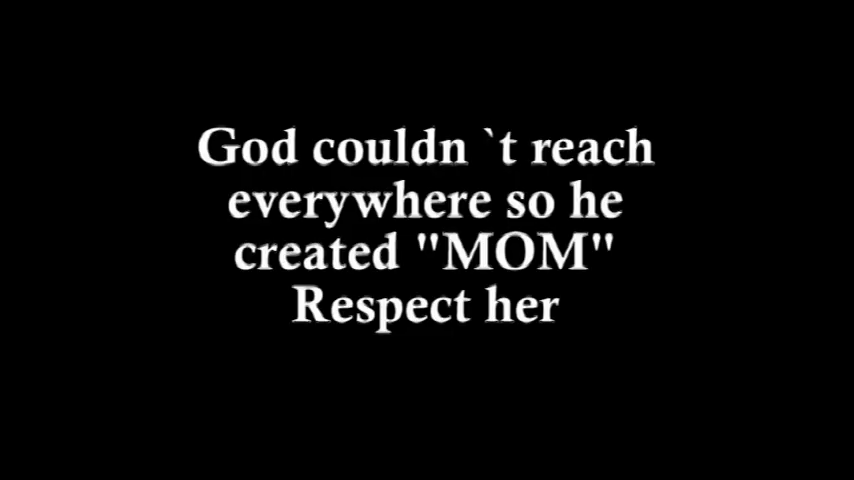 God couldn `t reach
everywhere so he
created "MOM"
Respect her